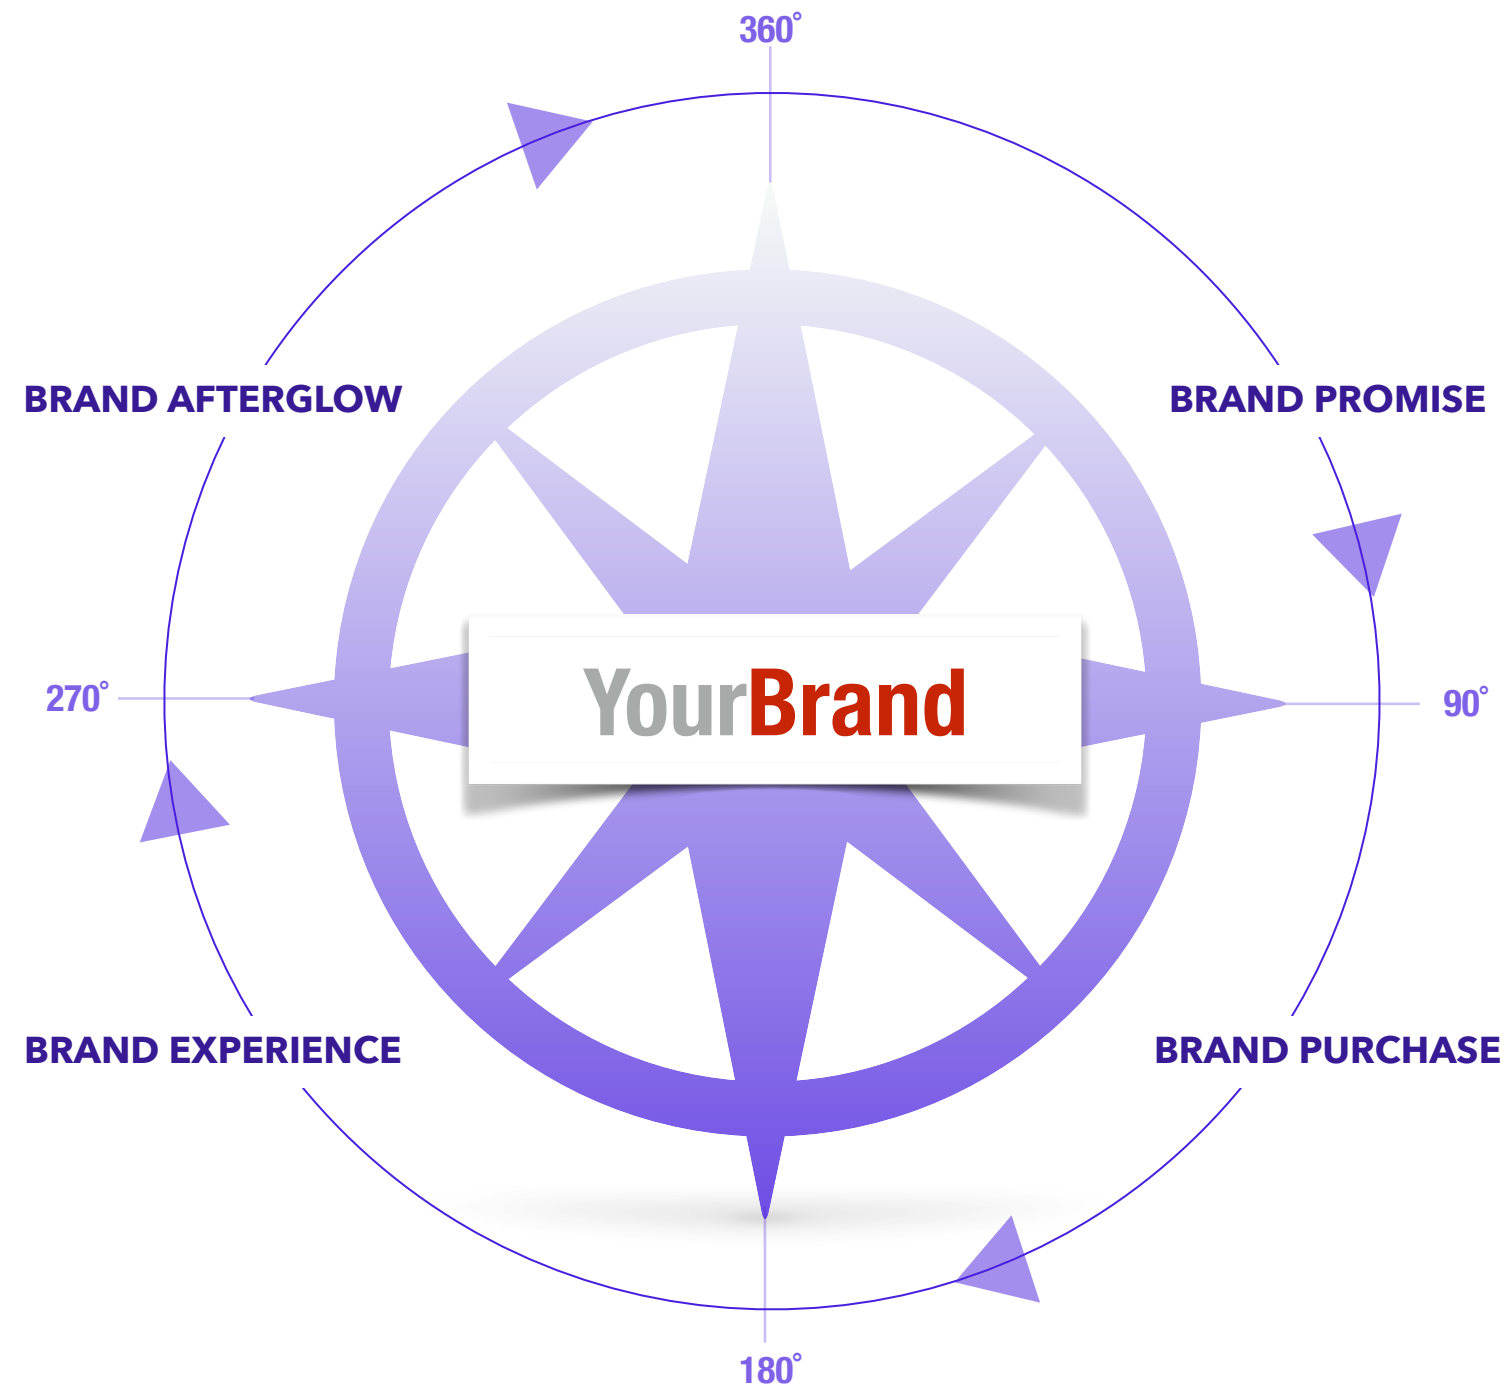 360°
BRAND AFTERGLOW
BRAND PROMISE
270°
YourBrand
90°
BRAND EXPERIENCE
BRAND PURCHASE
180°